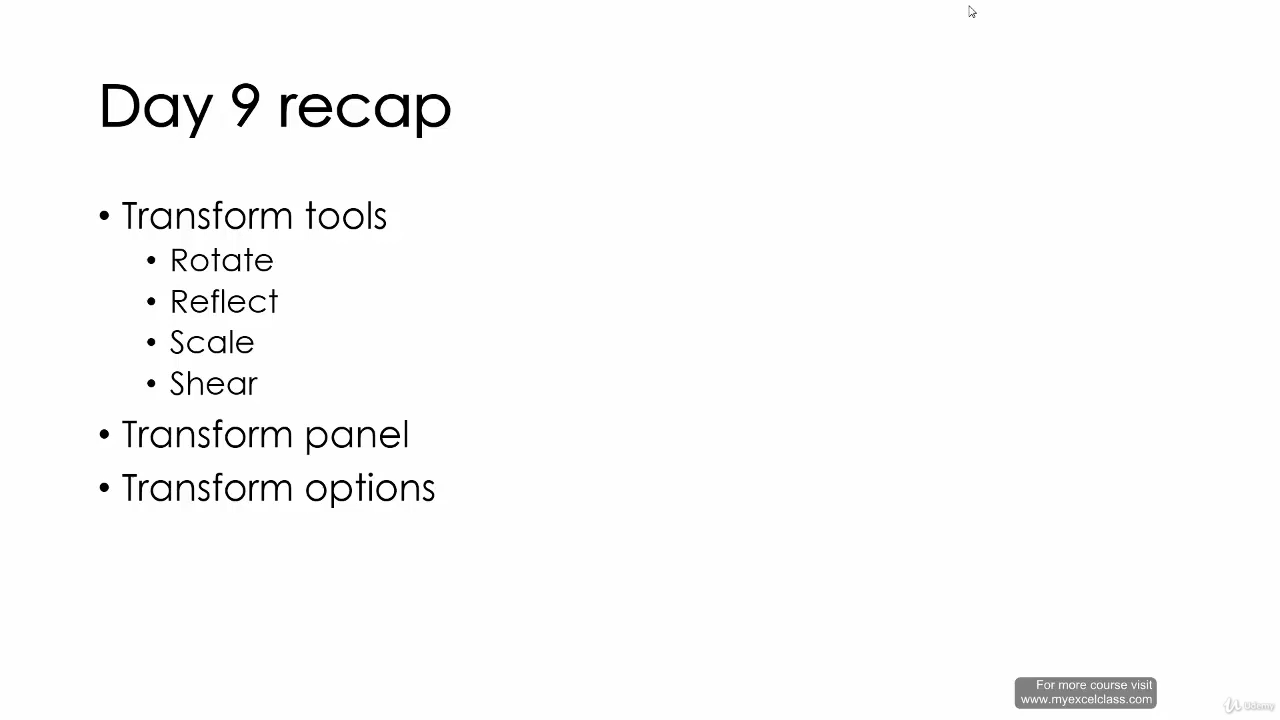 Day 9 recap
• Transform tools
• Rotate
• Reflect
• Scale
• Shear
• Transform panel
• Transform options
For more course visit
www.myexcelclass.com
Udemy